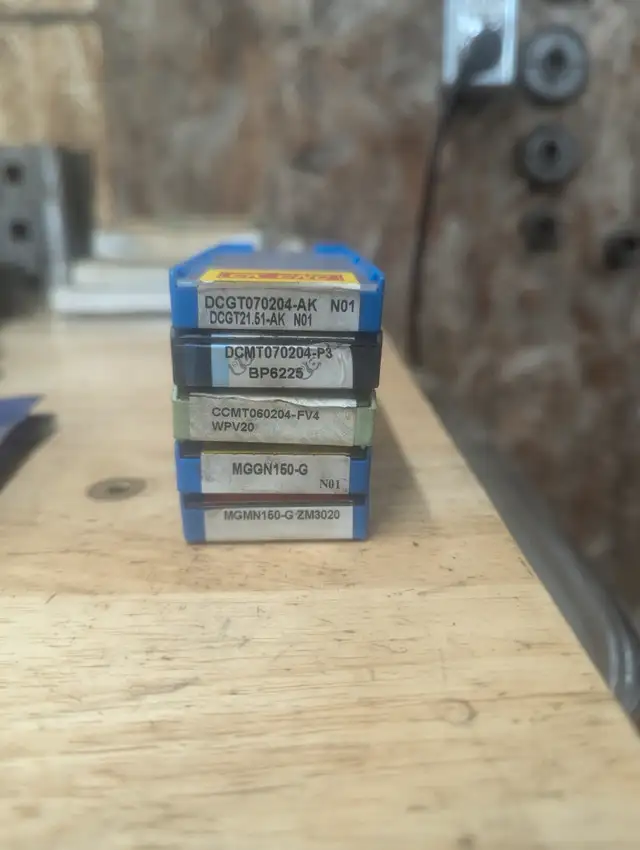 DCGT070204-AK N01
DCGT21.51-AK N01
DCMT070204-P3
BP6225
CCMT060204-FV4
WPV20
MGGN150-G
N01
MGMN150-G ZM3020